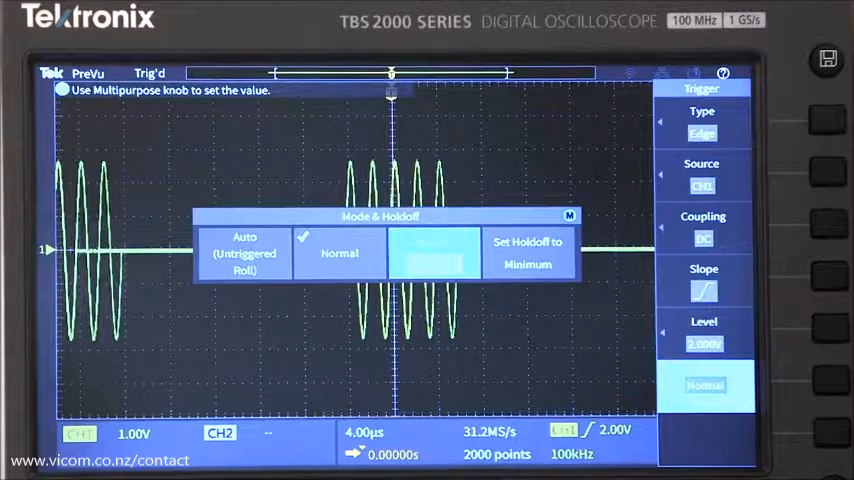 Tektronix
TBS 2000 SERIES DIGITAL OSCILLOSCOPE 100 MHz 1 GS/s
Tek PreVu Trig'd
Use Multipurpose knob to set the value.
Trigger
Type
Edge
Source
CH1
Coupling
DC
Slope
Level
2.000V
Normal
Mode & Holdoff M
Auto
(Untriggered
Roll)
Normal
Set Holdoff to
Minimum
1
CH1 1.00V CH2 --
4.00µs 31.2MS/s
0.00000s 2000 points
CH1 2.00V
100kHz
www.vicom.co.nz/contact